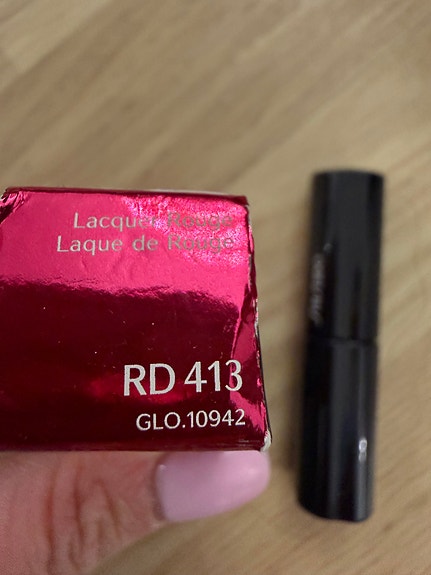 Lacquer Rouge
Laque de Rouge
RD 413
GLO.10942